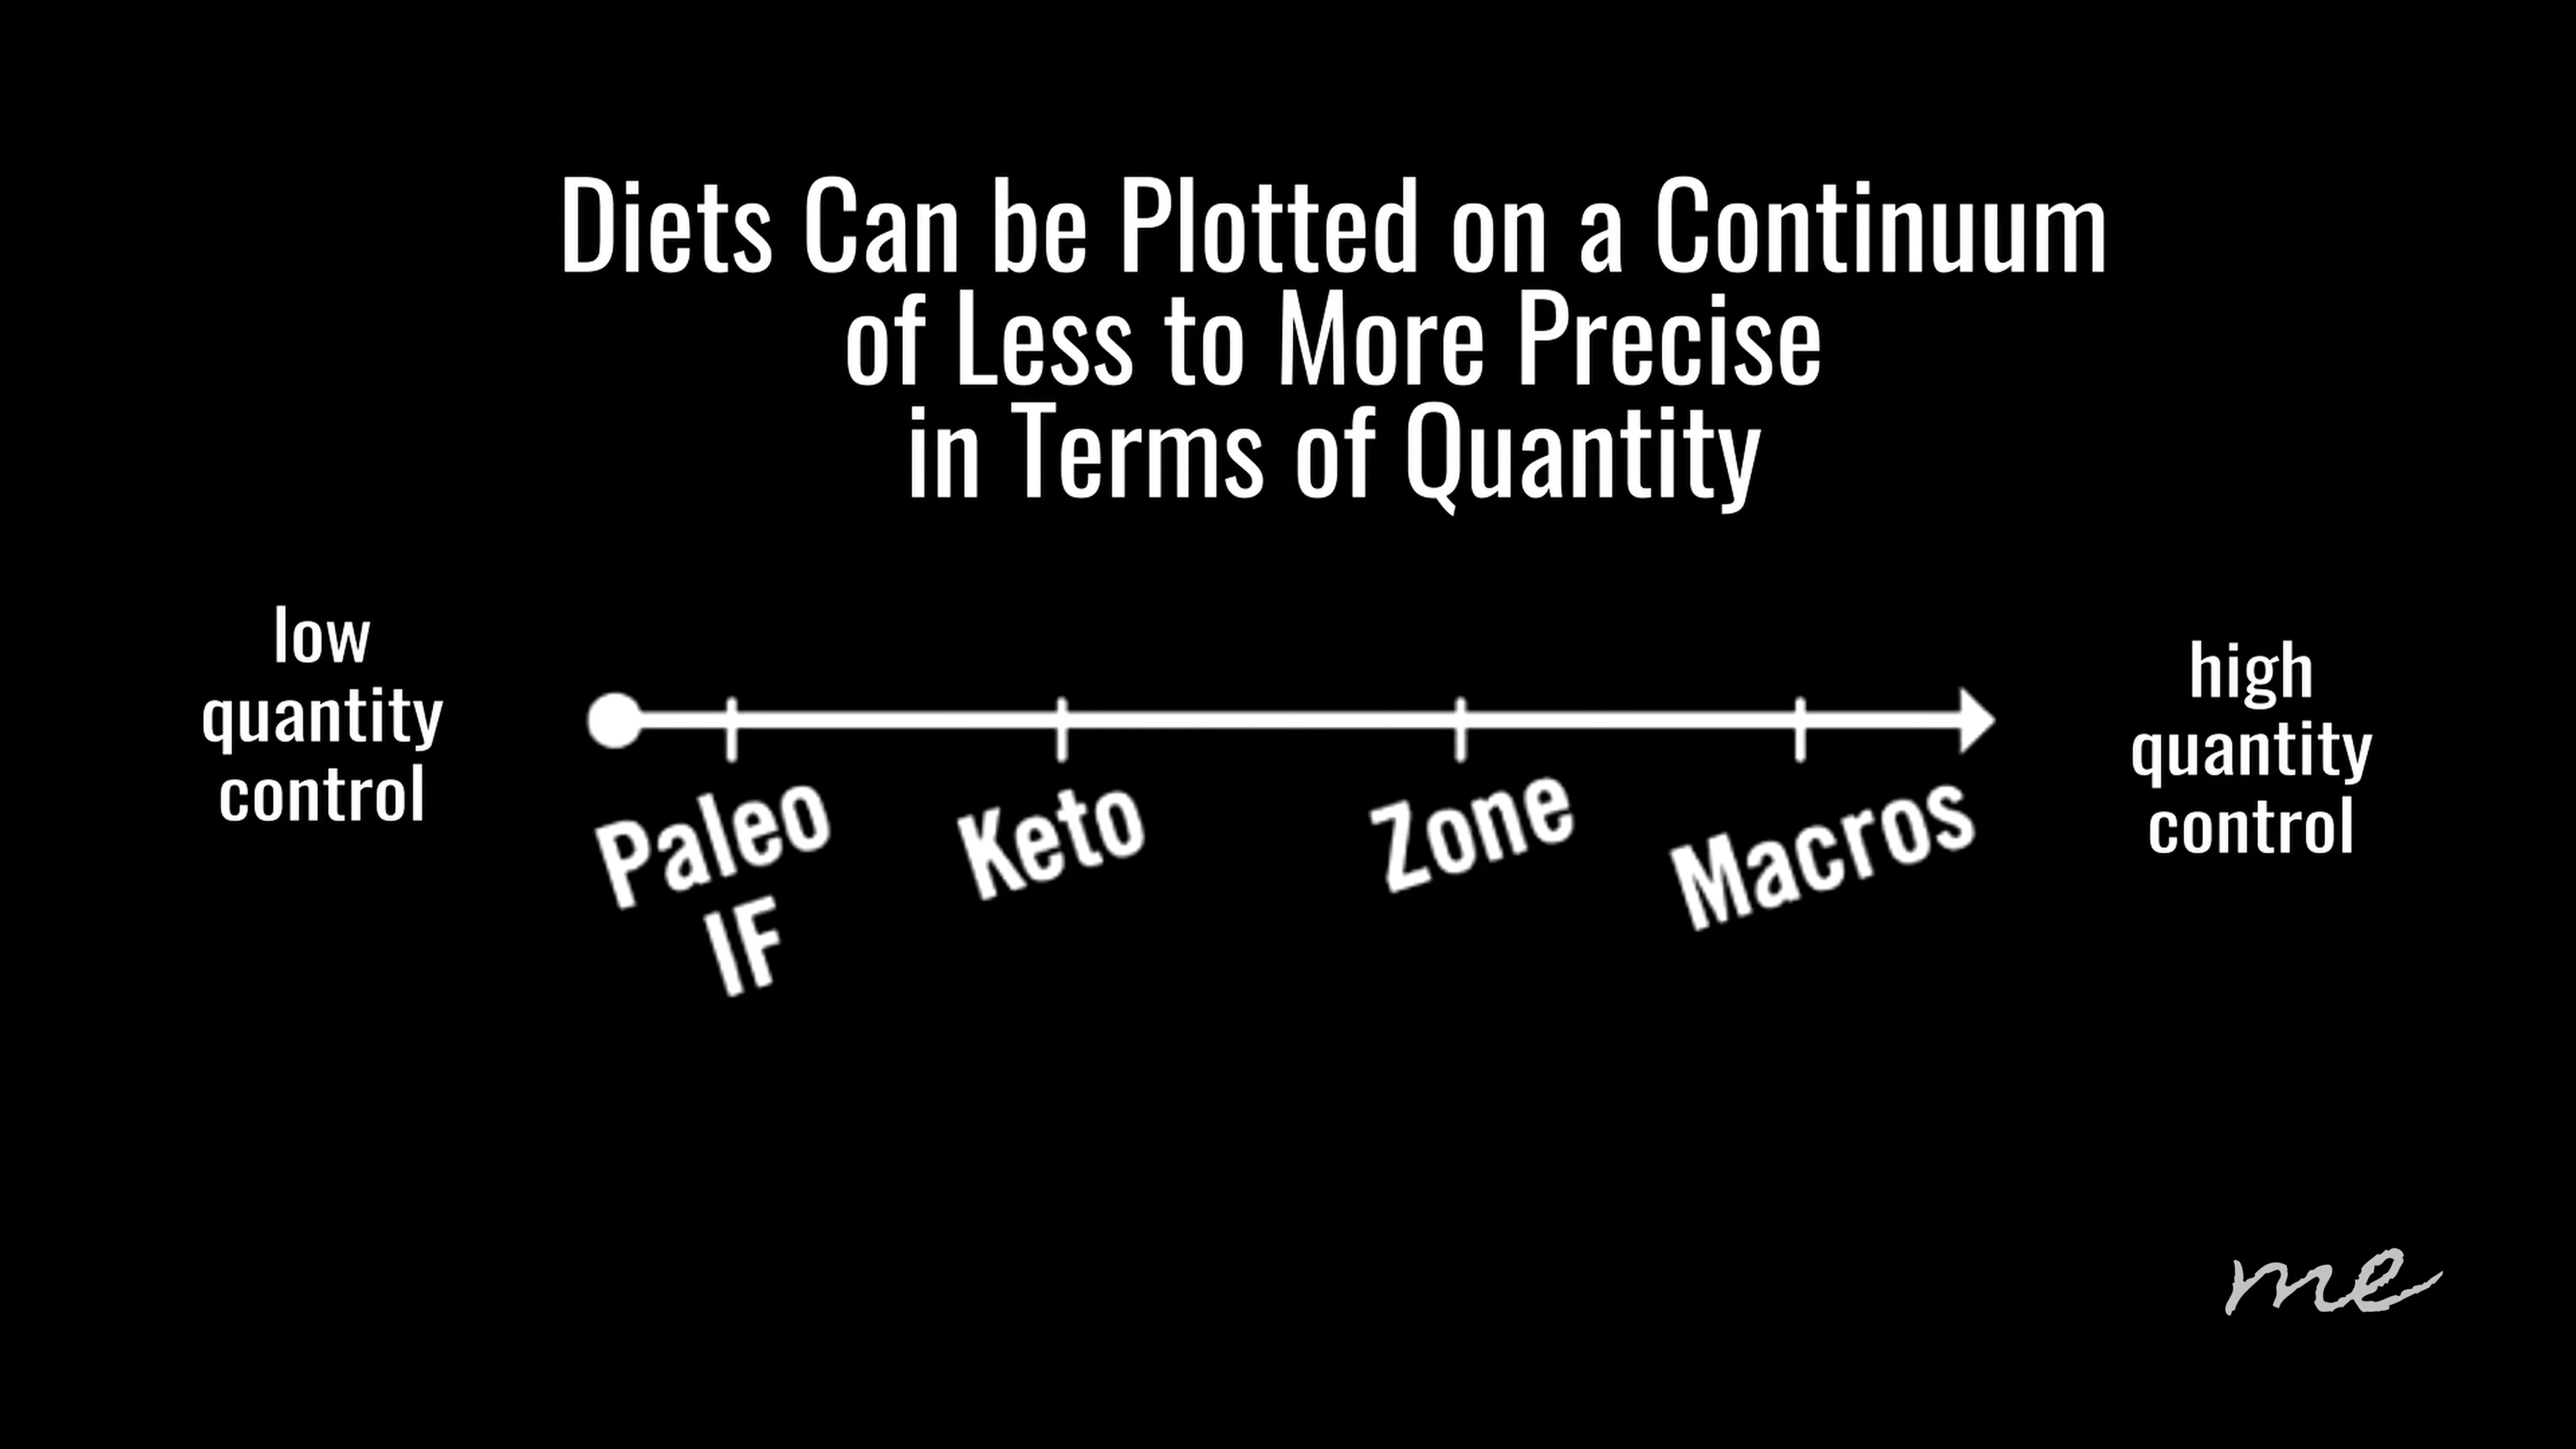 Diets Can be Plotted on a Continuum
of Less to More Precise
in Terms of Quantity
low
quantity
control
Paleo
IF
Keto
Zone
Macros
high
quantity
control
me